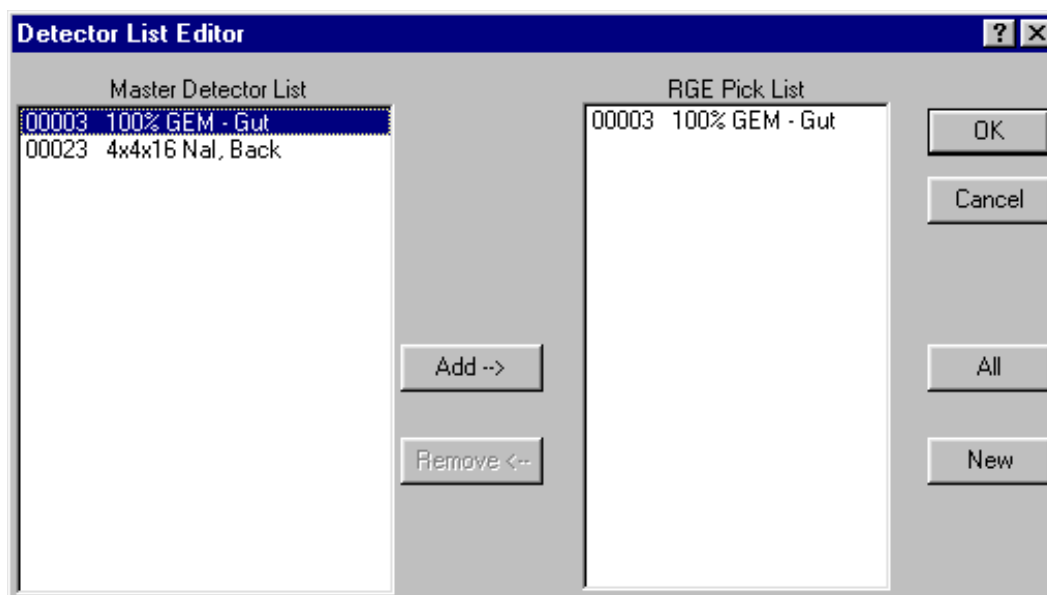 Detector List Editor
Master Detector List
00003 100% GEM - Gut
00023 4x4x16 NaI, Back
Add -->
Remove <--
RGE Pick List
00003 100% GEM - Gut
OK
Cancel
All
New